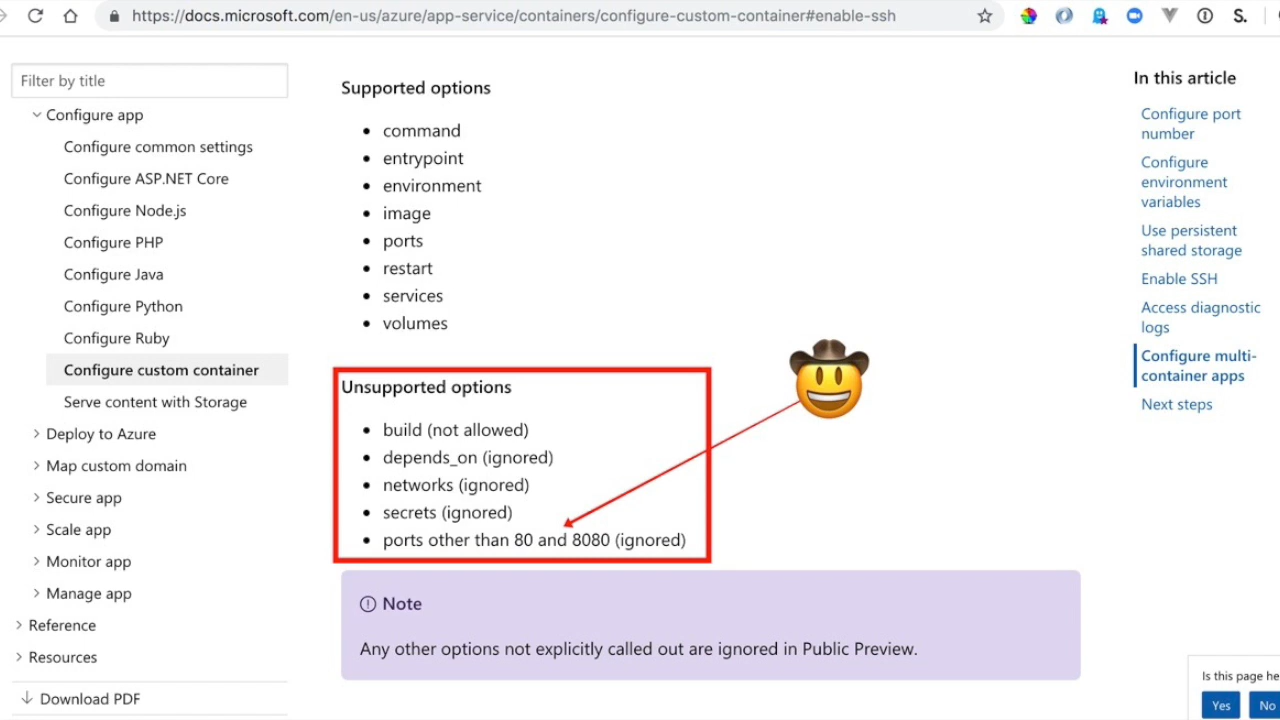 https://docs.microsoft.com/en-us/azure/app-service/containers/configure-custom-container#enable-ssh
S.
Filter by title
Configure app
Configure common settings
Configure ASP.NET Core
Configure Node.js
Configure PHP
Configure Java
Configure Python
Configure Ruby
Configure custom container
Serve content with Storage
Deploy to Azure
Map custom domain
Secure app
Scale app
Monitor app
Manage app
Reference
Resources
Download PDF
Supported options
• command
• entrypoint
• environment
• image
• ports
• restart
• services
• volumes
Unsupported options
• build (not allowed)
• depends_on (ignored)
• networks (ignored)
• secrets (ignored)
• ports other than 80 and 8080 (ignored)
Note
Any other options not explicitly called out are ignored in Public Preview.
In this article
Configure port
number
Configure
environment
variables
Use persistent
shared storage
Enable SSH
Access diagnostic
logs
Configure multi-
container apps
Next steps
Is this page he
Yes
No